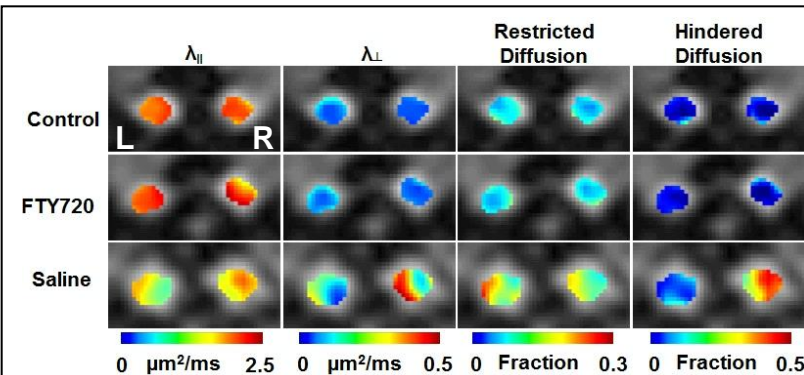 λ||
λ⊥
Restricted
Diffusion
Hindered
Diffusion
Control
L
R
FTY720
Saline
0 µm²/ms 2.5
0 µm²/ms 0.5
0 Fraction 0.3
0 Fraction 0.5